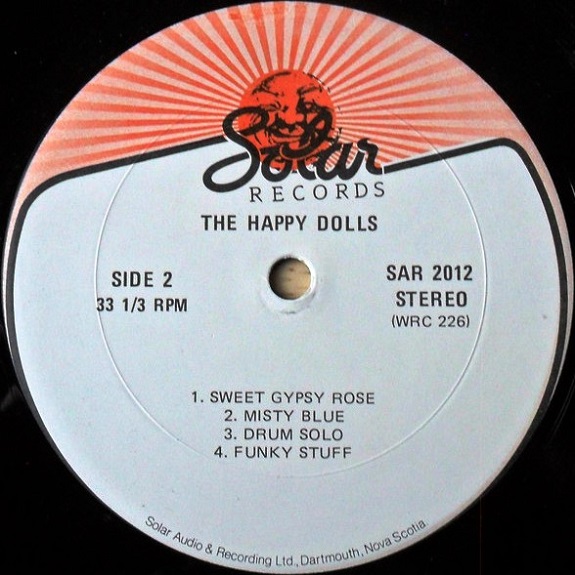 Solar
RECORDS
THE HAPPY DOLLS
SIDE 2
33 1/3 RPM
SAR 2012
STEREO
(WRC 226)
1. SWEET GYPSY ROSE
2. MISTY BLUE
3. DRUM SOLO
4. FUNKY STUFF
Solar Audio & Recording Ltd., Dartmouth, Nova Scotia